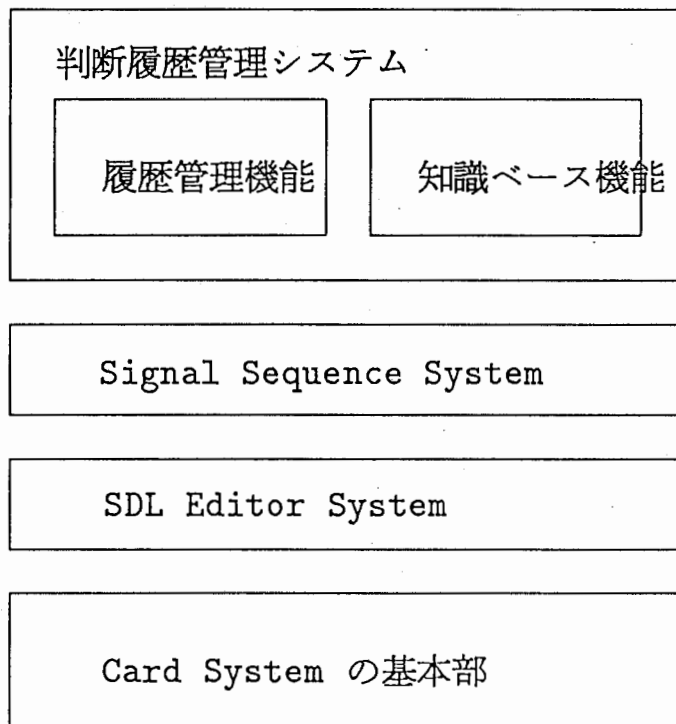 判断履歴管理システム
履歴管理機能 知識ベース機能
Signal Sequence System
SDL Editor System
Card System の基本部